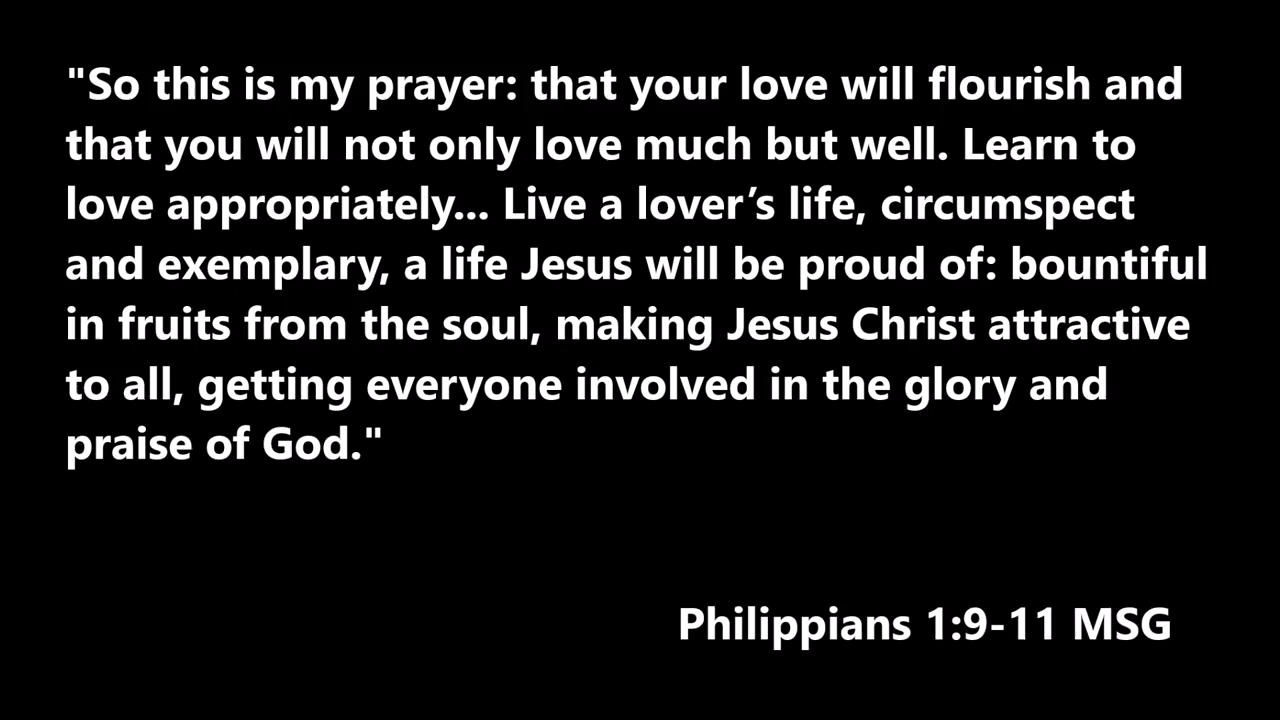 "So this is my prayer: that your love will flourish and
that you will not only love much but well. Learn to
love appropriately... Live a lover’s life, circumspect
and exemplary, a life Jesus will be proud of: bountiful
in fruits from the soul, making Jesus Christ attractive
to all, getting everyone involved in the glory and
praise of God."
Philippians 1:9-11 MSG